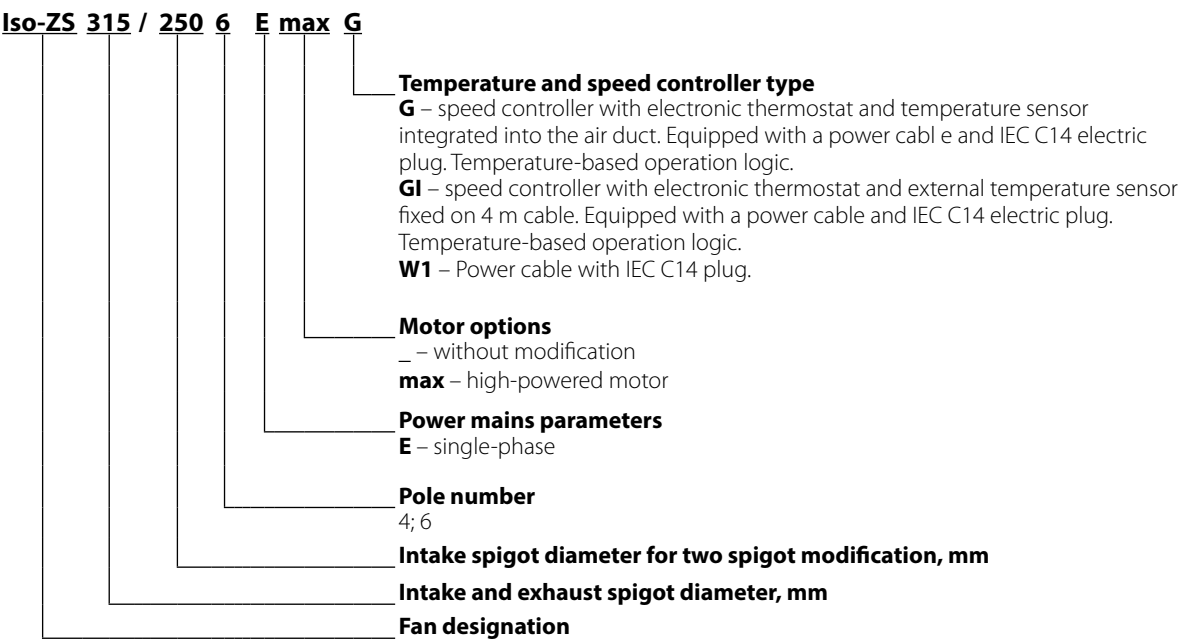 Iso-ZS 315 / 250 6 E max G
Temperature and speed controller type
G – speed controller with electronic thermostat and temperature sensor
integrated into the air duct. Equipped with a power cabl e and IEC C14 electric
plug. Temperature-based operation logic.
GI – speed controller with electronic thermostat and external temperature sensor
fixed on 4 m cable. Equipped with a power cable and IEC C14 electric plug.
Temperature-based operation logic.
W1 – Power cable with IEC C14 plug.
Motor options
_ – without modification
max – high-powered motor
Power mains parameters
E – single-phase
Pole number
4; 6
Intake spigot diameter for two spigot modification, mm
Intake and exhaust spigot diameter, mm
Fan designation